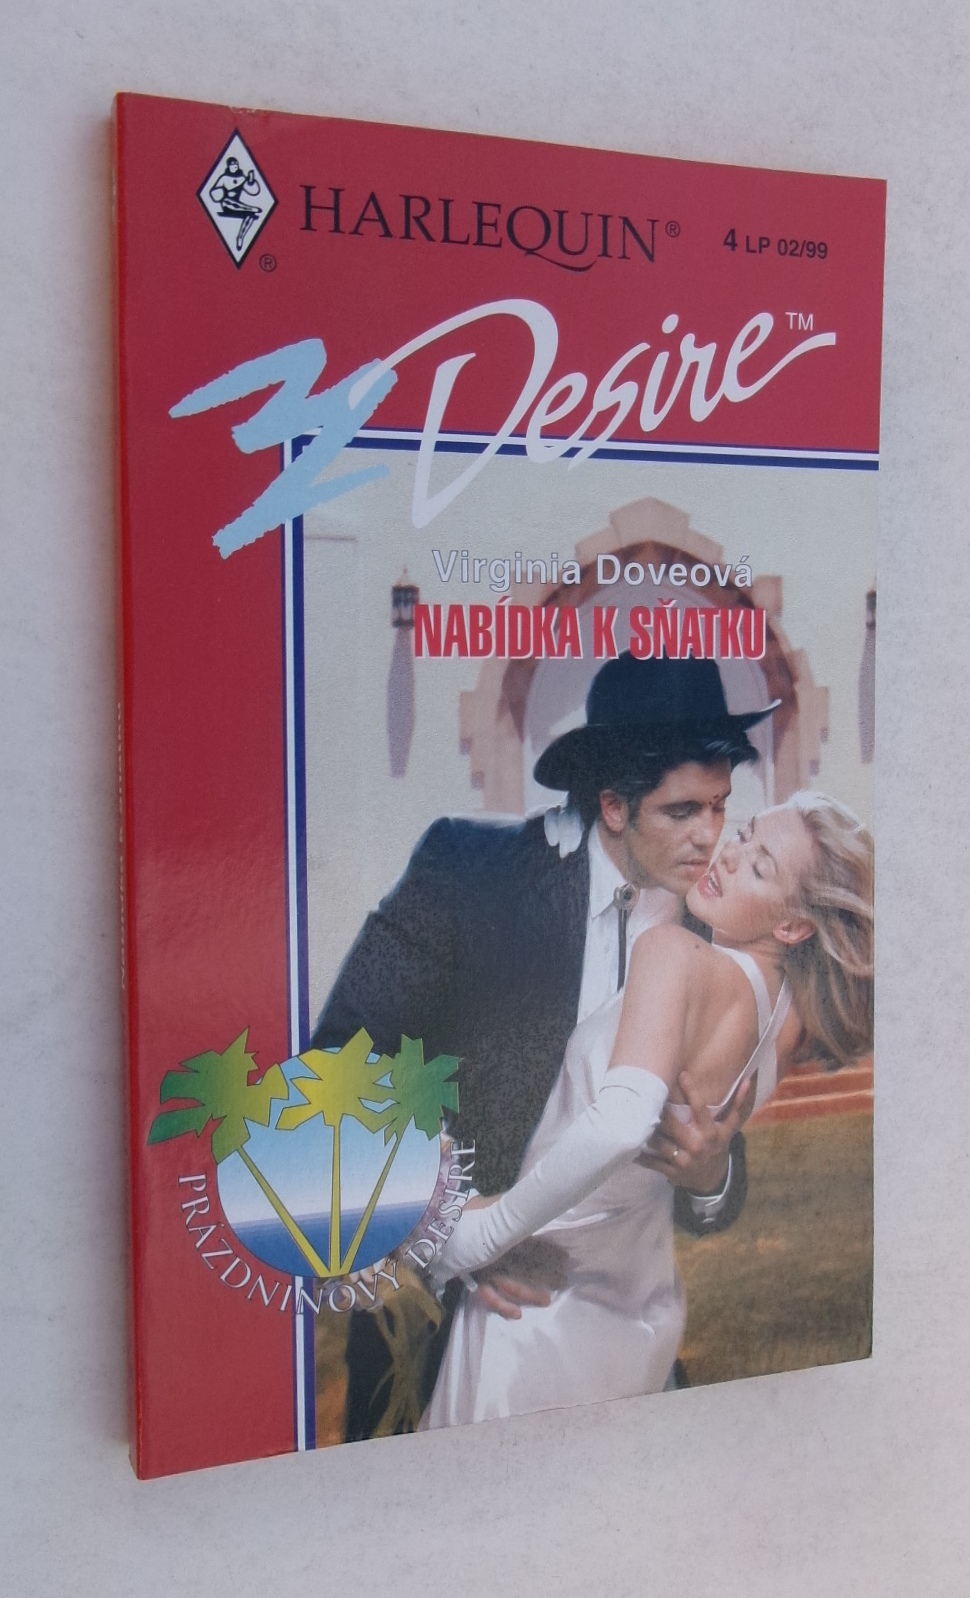 HARLEQUIN®
4 LP 02/99
®
Desire™
Virginia Doveová
NABÍDKA K SŇATKU
PRÁZDNINOVÝ DESIRE